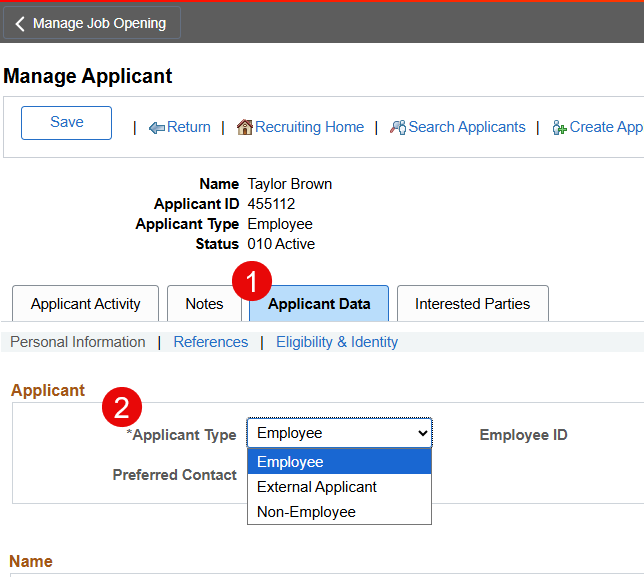 Manage Job Opening
Manage Applicant
Save | Return | Recruiting Home | Search Applicants | Create App
Name Taylor Brown
Applicant ID 455112
Applicant Type Employee
Status 010 Active
1
Applicant Activity Notes Applicant Data Interested Parties
Personal Information | References | Eligibility & Identity
Applicant
2
*Applicant Type Employee Employee ID
Employee
Preferred Contact
External Applicant
Non-Employee
Name